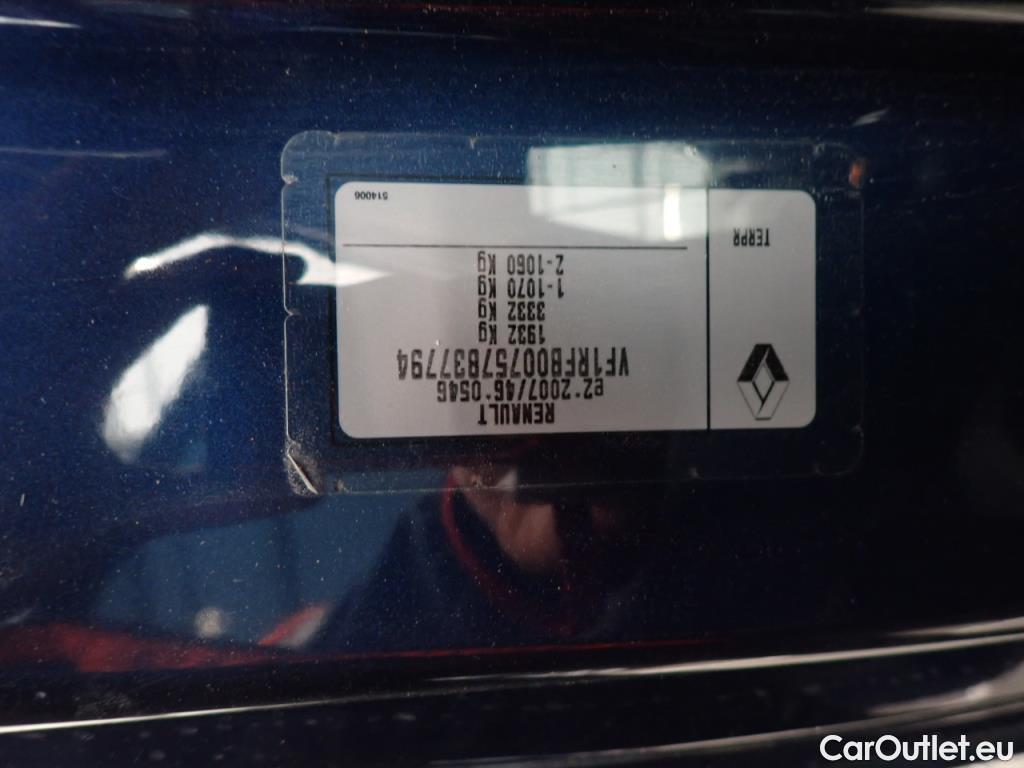 RENAULT
e2*2007/46*0546
VF1RFB00757837794
1932 Kg
3332 Kg
1-1070 Kg
2-1060 Kg
514006
TERPR
CarOutlet.eu